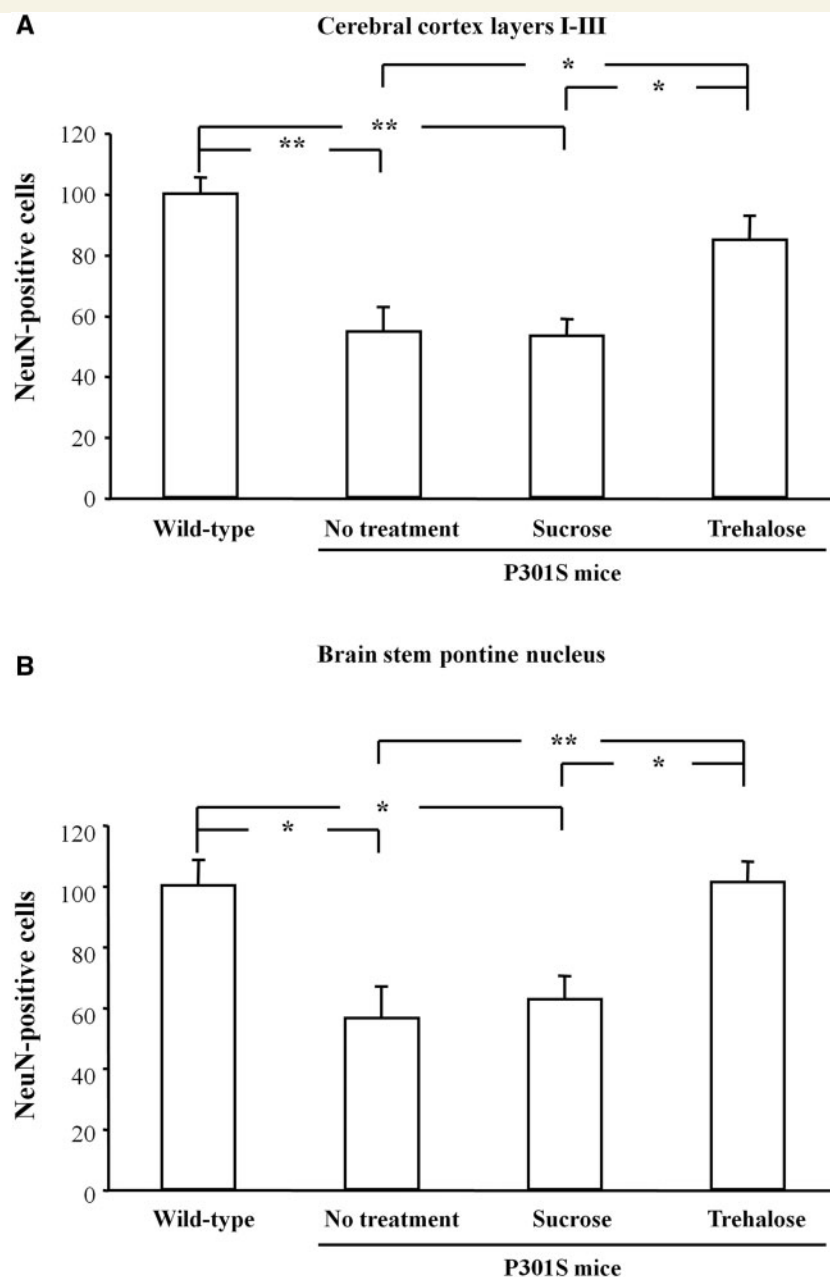 A
Cerebral cortex layers I-III
*
*
**
**
NeuN-positive cells
120
100
80
60
40
20
0
Wild-type No treatment Sucrose Trehalose
P301S mice
B
Brain stem pontine nucleus
**
*
*
*
NeuN-positive cells
120
100
80
60
40
20
0
Wild-type No treatment Sucrose Trehalose
P301S mice